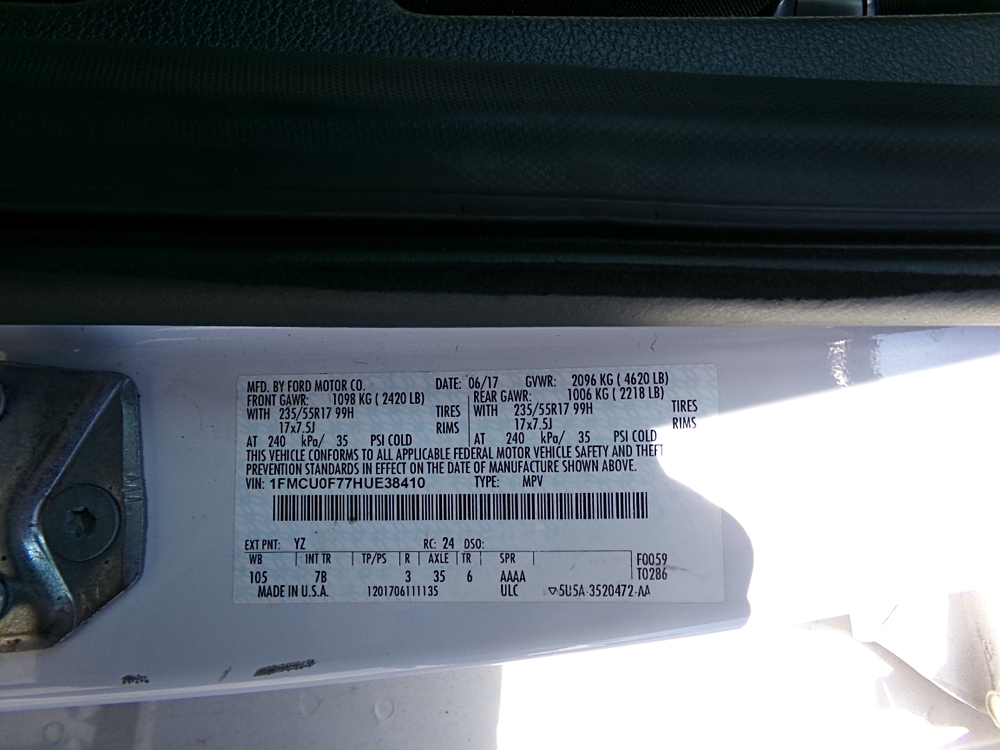 MFD. BY FORD MOTOR CO. DATE: 06/17 GVWR: 2096 KG ( 4620 LB)
FRONT GAWR: 1098 KG ( 2420 LB) REAR GAWR: 1006 KG ( 2218 LB)
WITH 235/55R17 99H TIRES WITH 235/55R17 99H TIRES
17x7.5J RIMS 17x7.5J RIMS
AT 240 kPa/ 35 PSI COLD AT 240 kPa/ 35 PSI COLD
THIS VEHICLE CONFORMS TO ALL APPLICABLE FEDERAL MOTOR VEHICLE SAFETY AND THEFT
PREVENTION STANDARDS IN EFFECT ON THE DATE OF MANUFACTURE SHOWN ABOVE.
VIN: 1FMCU0F77HUE38410 TYPE: MPV
EXT PNT: YZ RC: 24 DSO:
WB INT TR TP/PS R AXLE TR SPR F0059
105 7B 3 35 6 AAAA T0286
MADE IN U.S.A. 1201706111135 ULC ▽5U5A-3520472-AA